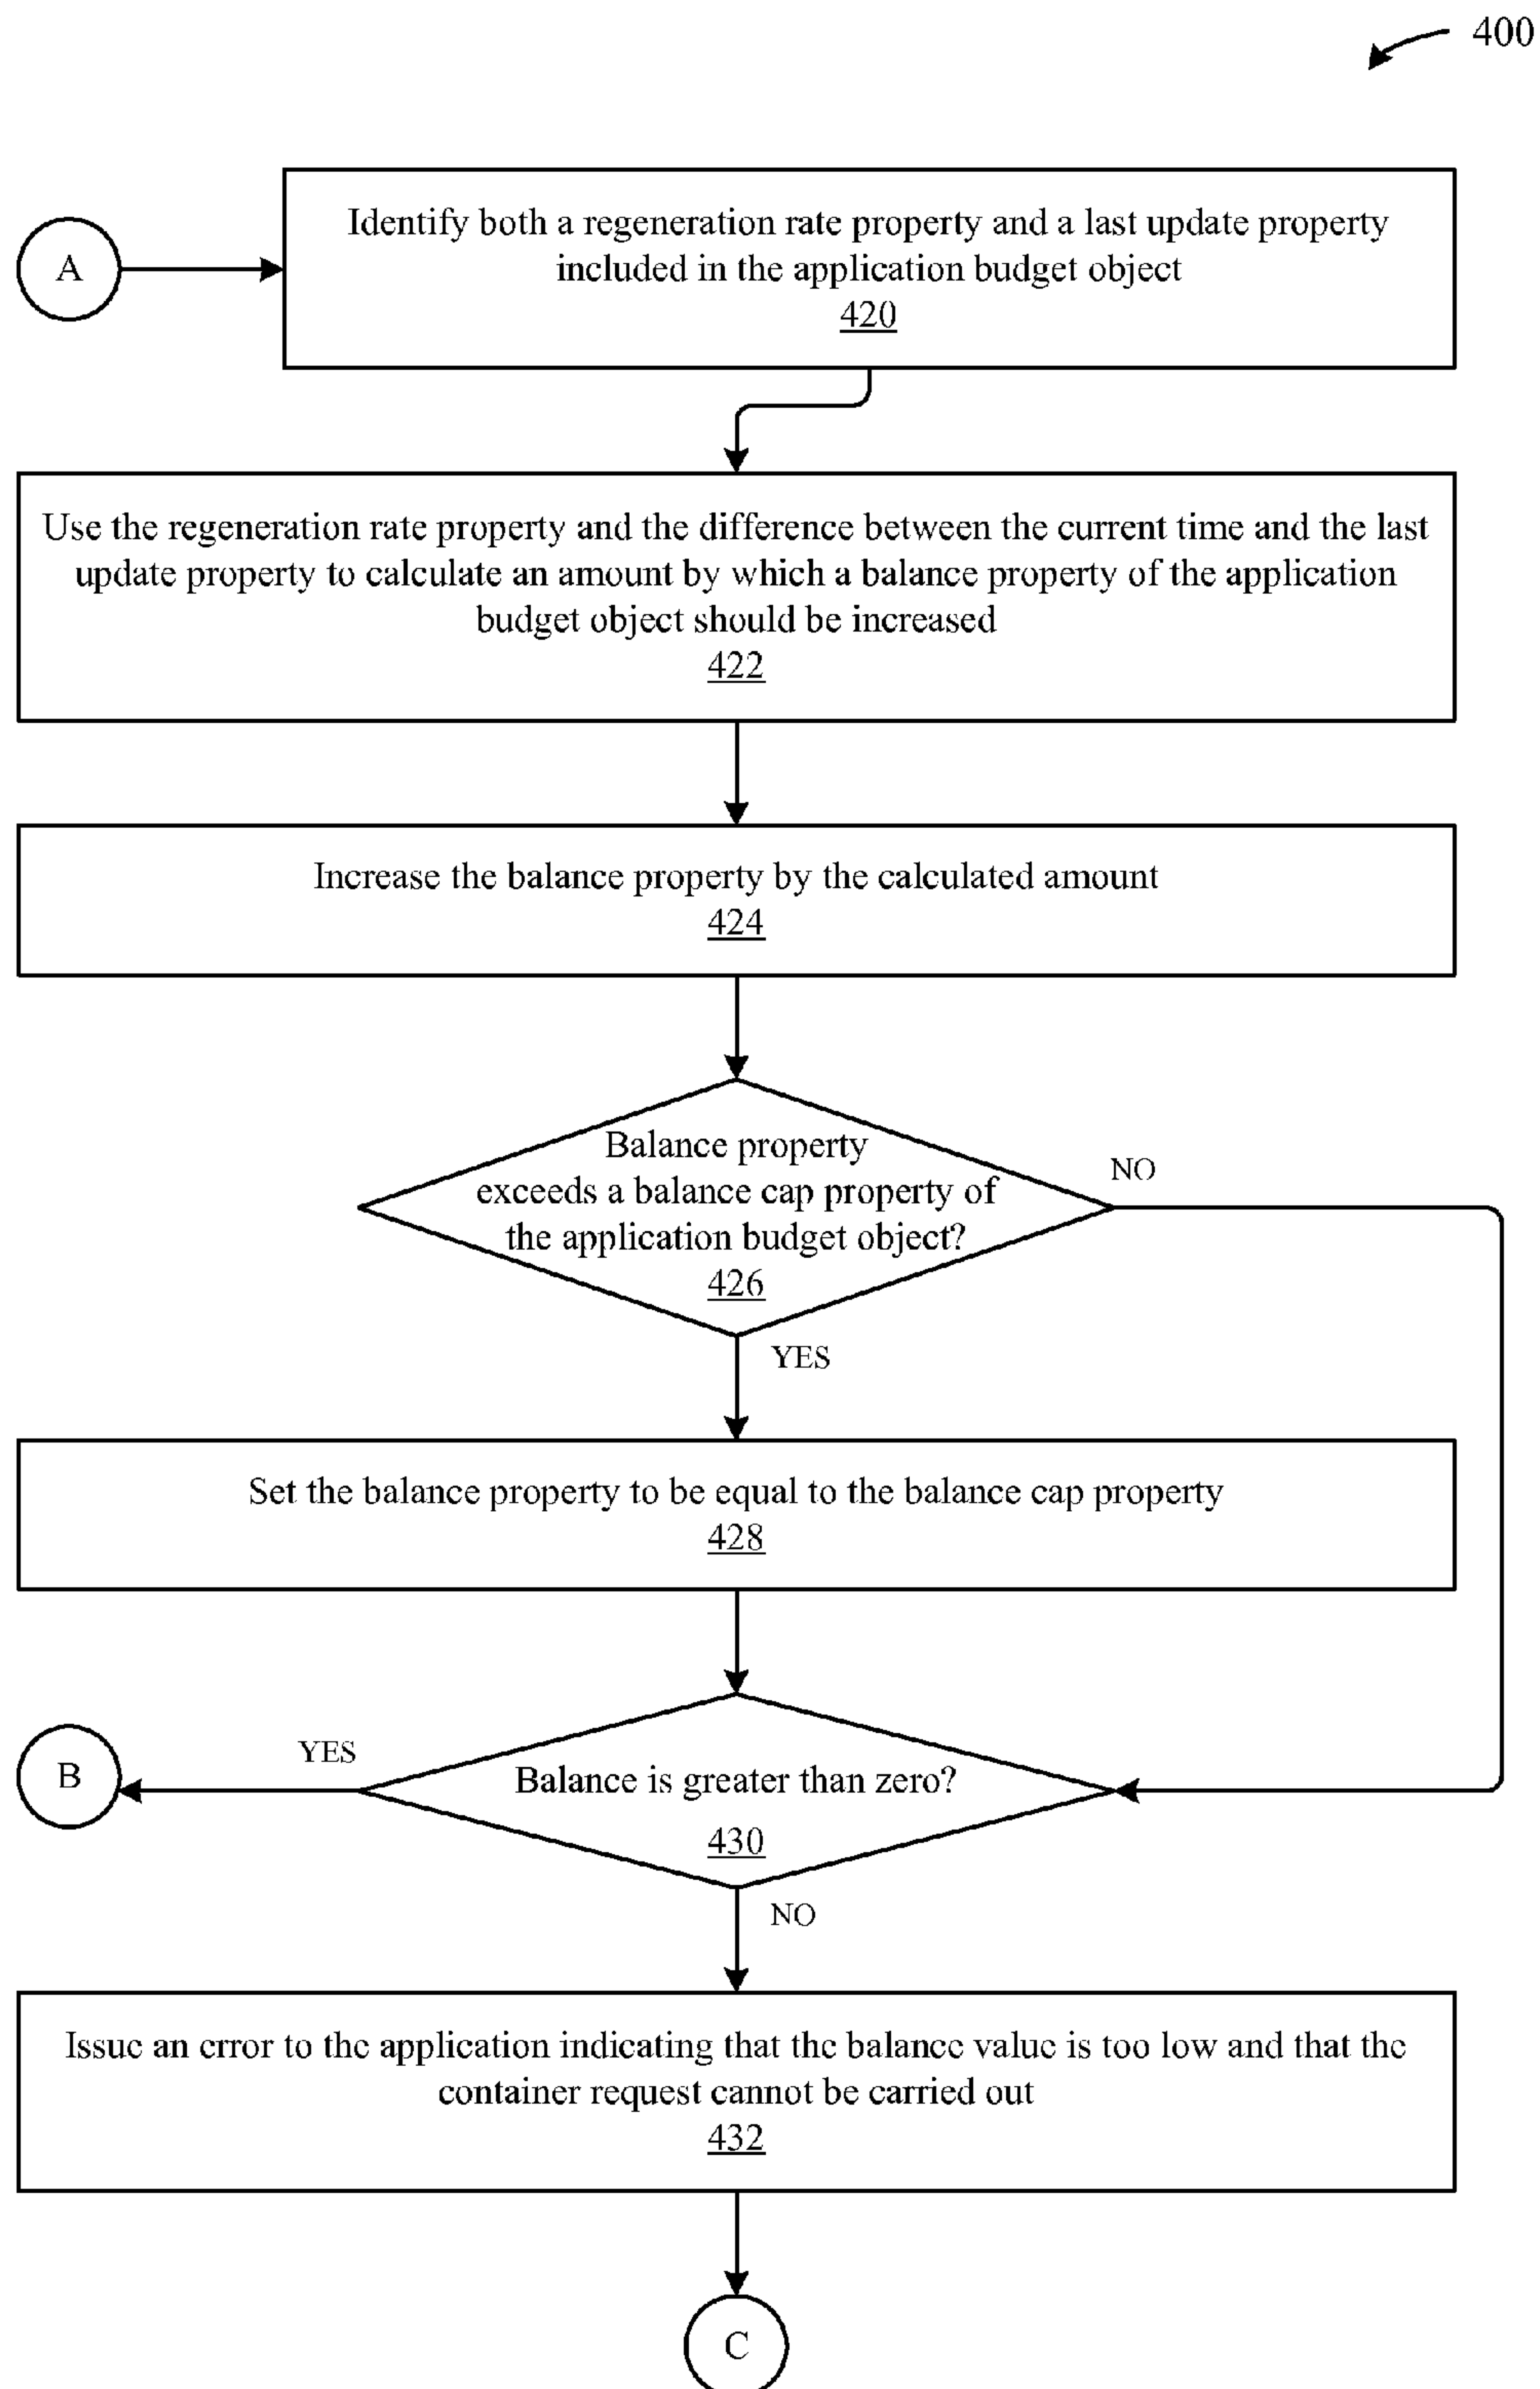 400
A
Identify both a regeneration rate property and a last update property
included in the application budget object
420
Use the regeneration rate property and the difference between the current time and the last
update property to calculate an amount by which a balance property of the application
budget object should be increased
422
Increase the balance property by the calculated amount
424
Balance property
exceeds a balance cap property of
the application budget object?
426
NO
YES
Set the balance property to be equal to the balance cap property
428
B
YES
Balance is greater than zero?
430
NO
Issue an error to the application indicating that the balance value is too low and that the
container request cannot be carried out
432
C